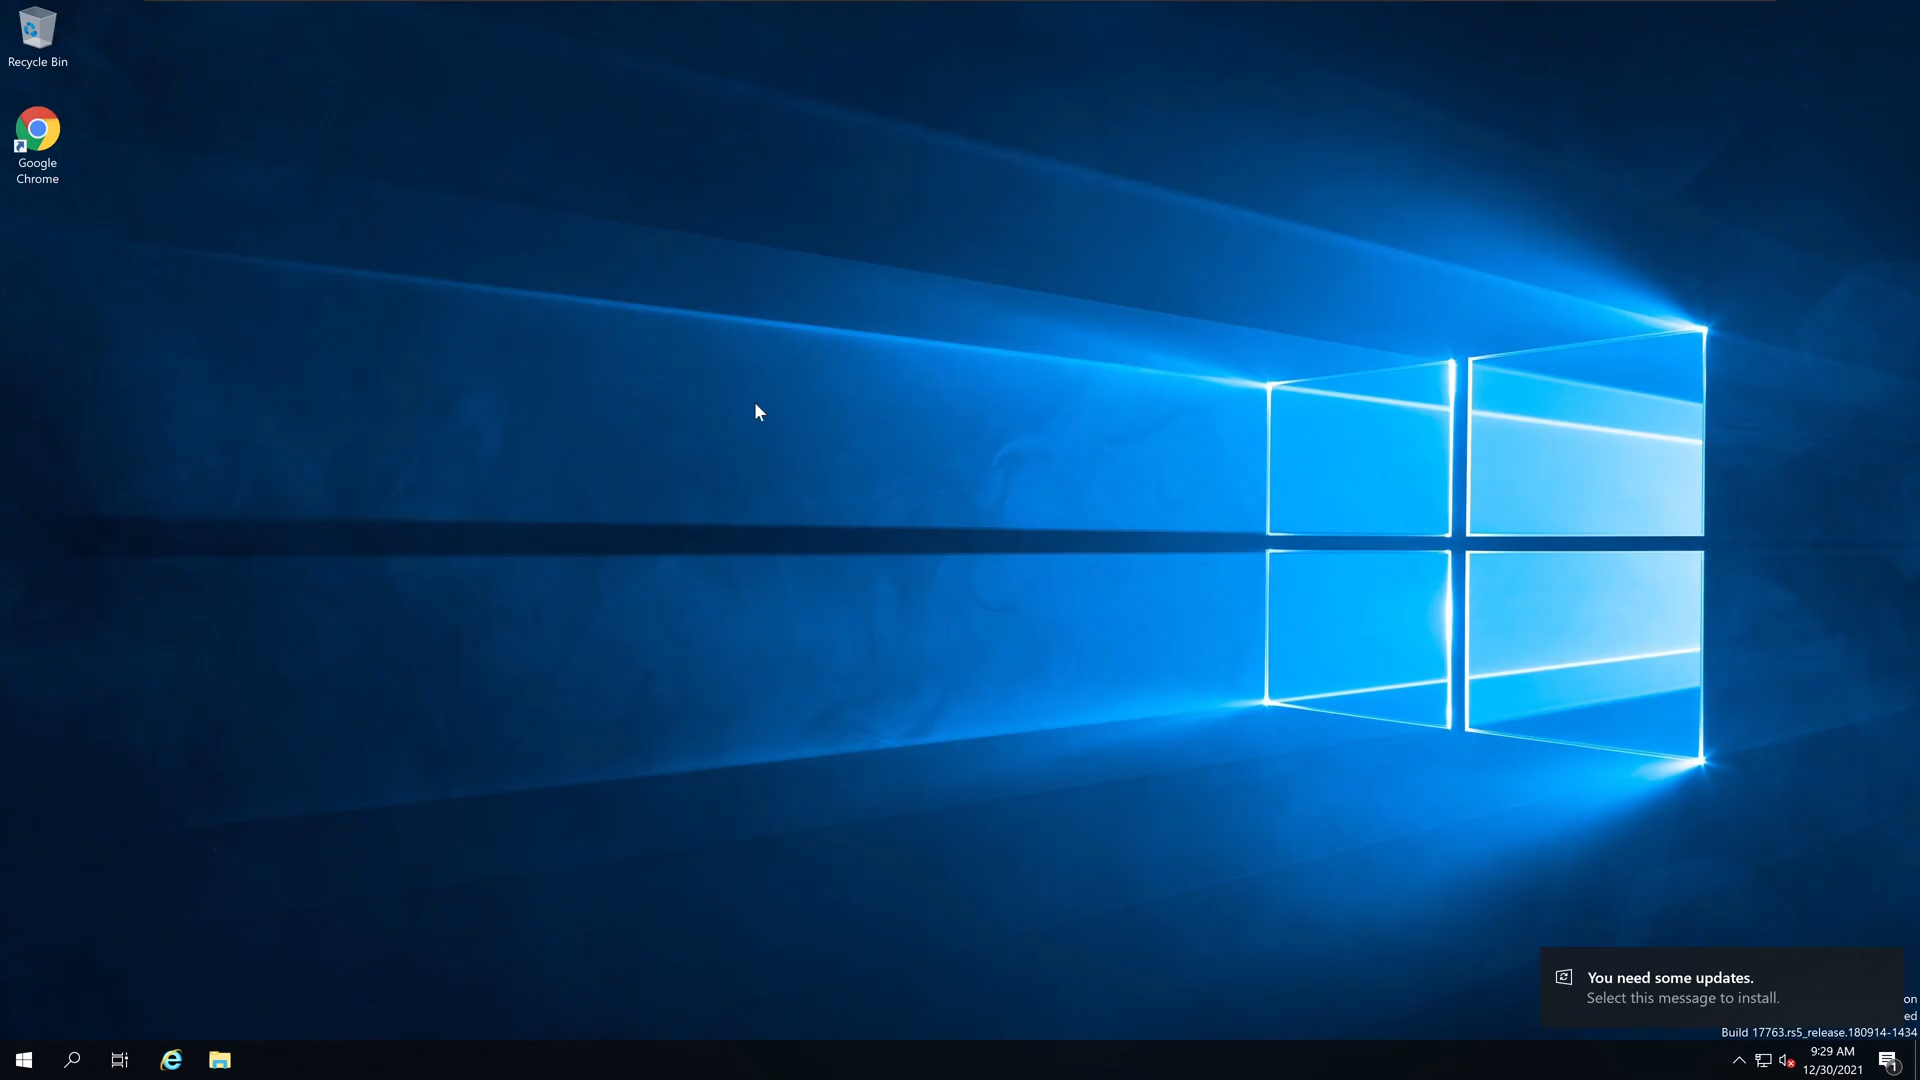 Recycle Bin
Google
Chrome
You need some updates.
Select this message to install.
on
ed
Build 17763.rs5_release.180914-1434
9:29 AM
12/30/2021
1